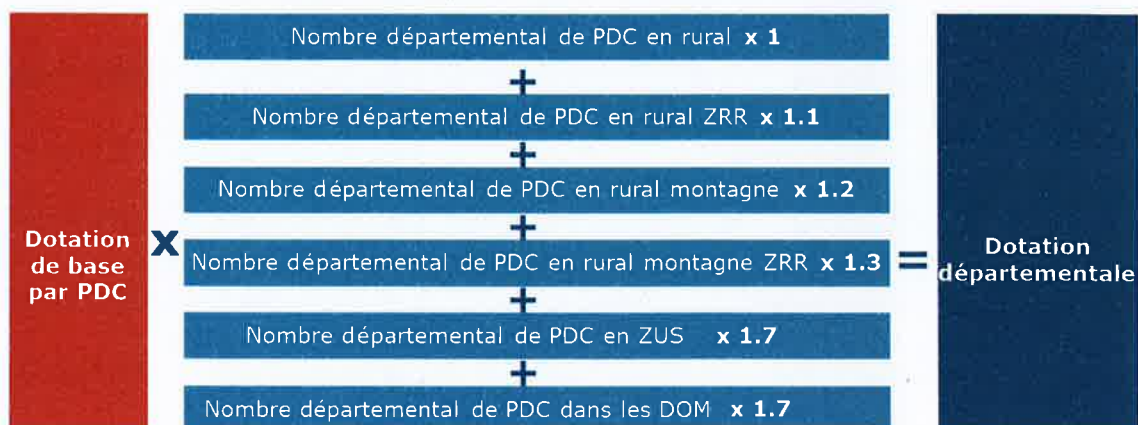 Dotation
de base
par PDC
x
Nombre départemental de PDC en rural x 1
+
Nombre départemental de PDC en rural ZRR x 1.1
+
Nombre départemental de PDC en rural montagne x 1.2
+
Nombre départemental de PDC en rural montagne ZRR x 1.3
+
Nombre départemental de PDC en ZUS x 1.7
+
Nombre départemental de PDC dans les DOM x 1.7
=
Dotation
départementale